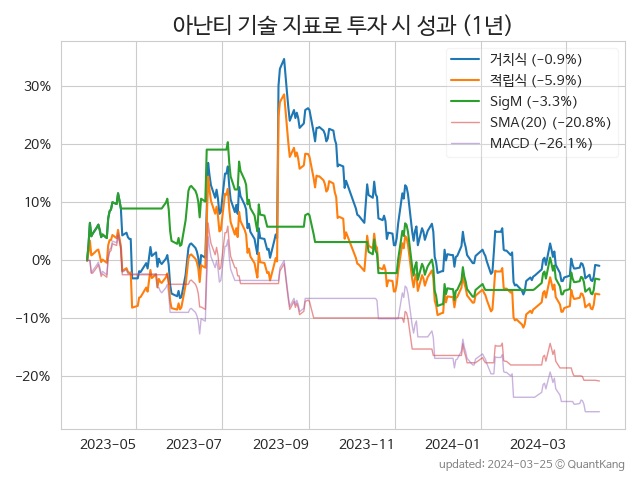 아난티 기술 지표로 투자 시 성과 (1년)
거치식 (−0.9%)
적립식 (−5.9%)
SigM (−3.3%)
SMA(20) (−20.8%)
MACD (−26.1%)
30%
20%
10%
0%
−10%
−20%
2023-05 2023-07 2023-09 2023-11 2024-01 2024-03
updated: 2024-03-25 ⓒ QuantKang